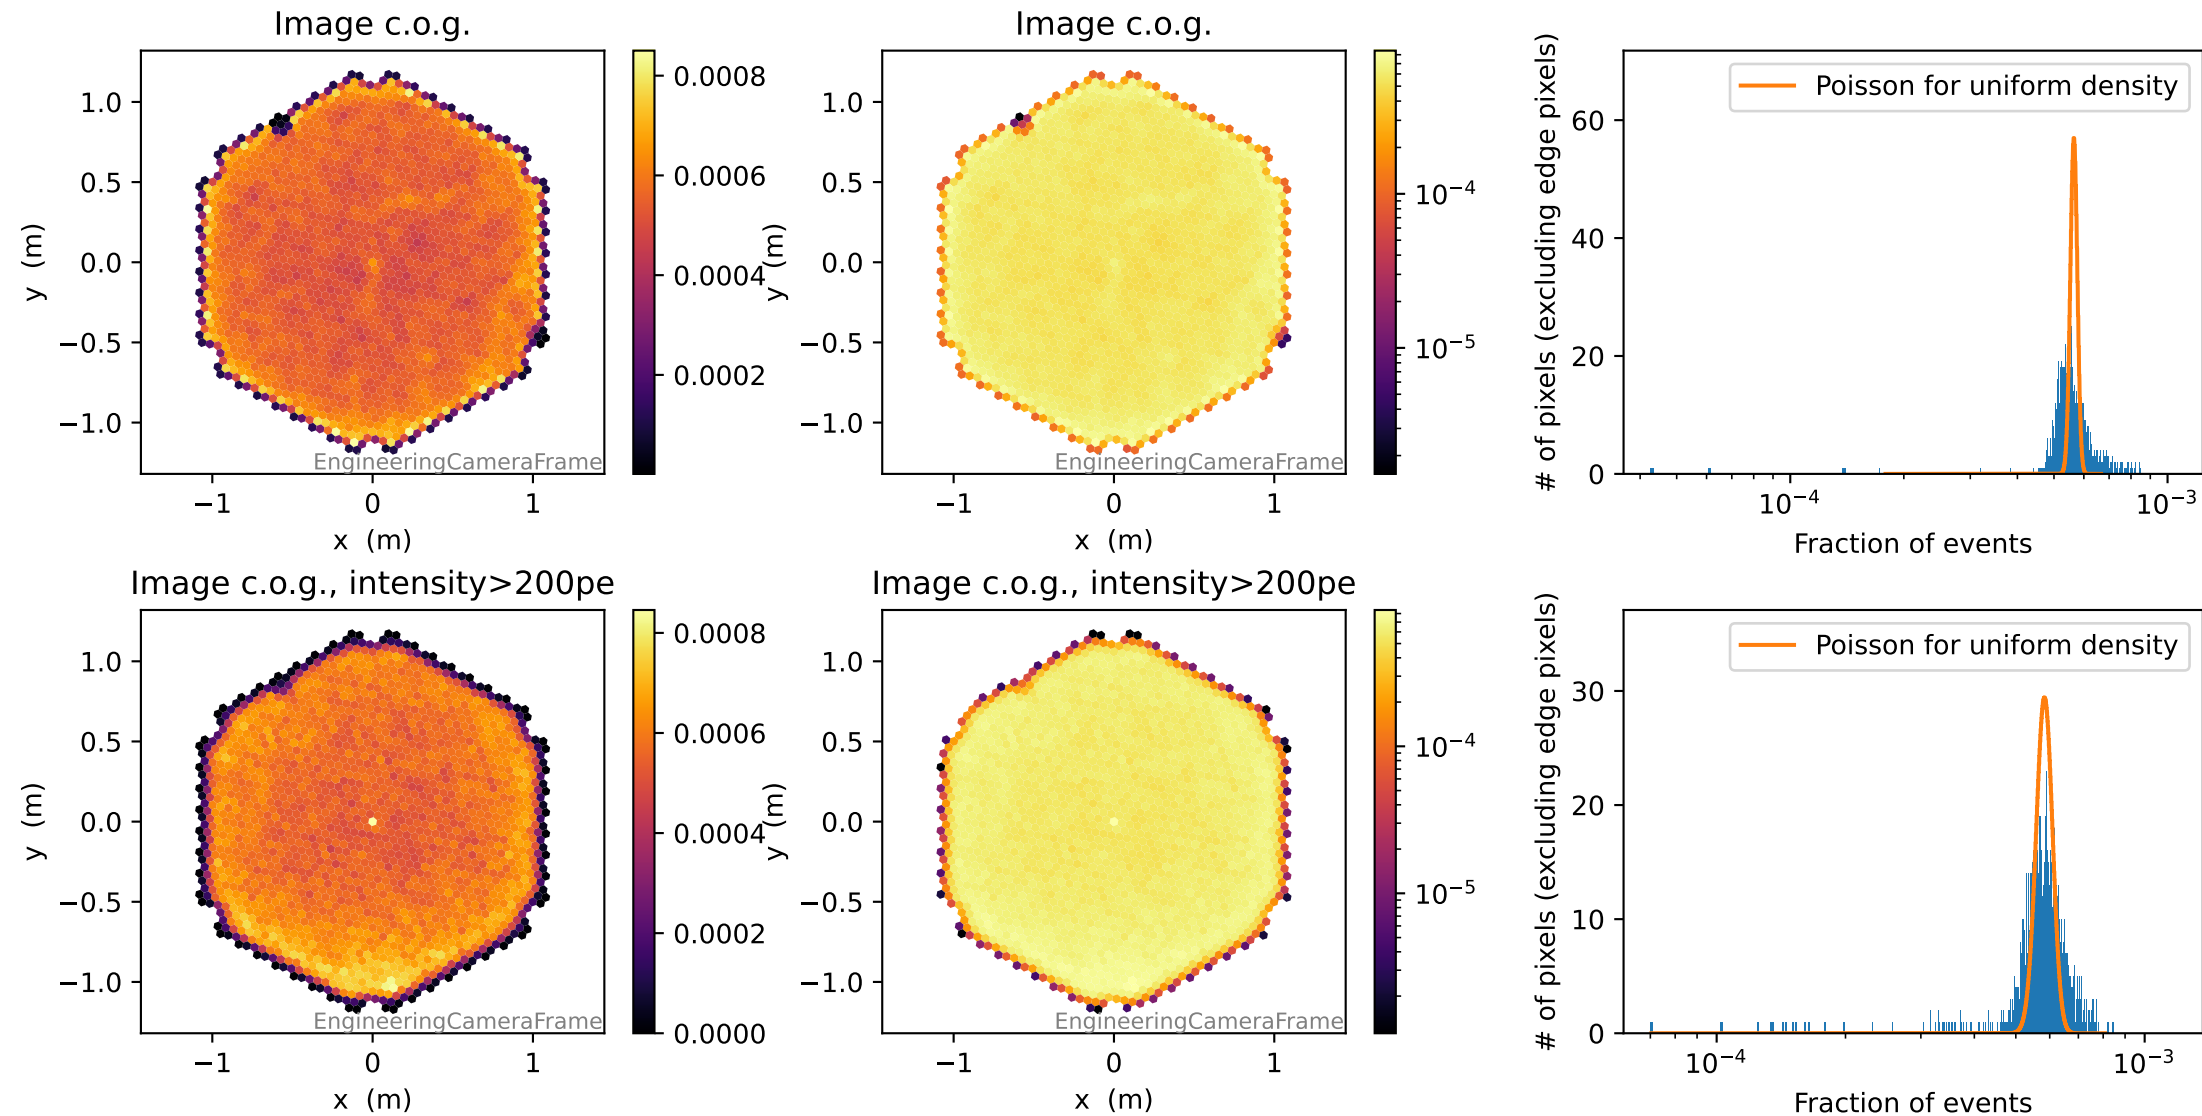 Image c.o.g.
1.0
0.5
0.0
−0.5
−1.0
y (m)
−1
0
1
x (m)
EngineeringCameraFrame
0.0008
0.0006
0.0004
0.0002
Image c.o.g.
1.0
0.5
0.0
−0.5
−1.0
y (m)
−1
0
1
x (m)
EngineeringCameraFrame
10⁻⁴
10⁻⁵
Poisson for uniform density
# of pixels (excluding edge pixels)
60
40
20
0
10⁻⁴
10⁻³
Fraction of events
Image c.o.g., intensity>200pe
1.0
0.5
0.0
−0.5
−1.0
y (m)
−1
0
1
x (m)
EngineeringCameraFrame
0.0008
0.0006
0.0004
0.0002
0.0000
Image c.o.g., intensity>200pe
1.0
0.5
0.0
−0.5
−1.0
y (m)
−1
0
1
x (m)
EngineeringCameraFrame
10⁻⁴
10⁻⁵
Poisson for uniform density
# of pixels (excluding edge pixels)
30
20
10
0
10⁻⁴
10⁻³
Fraction of events